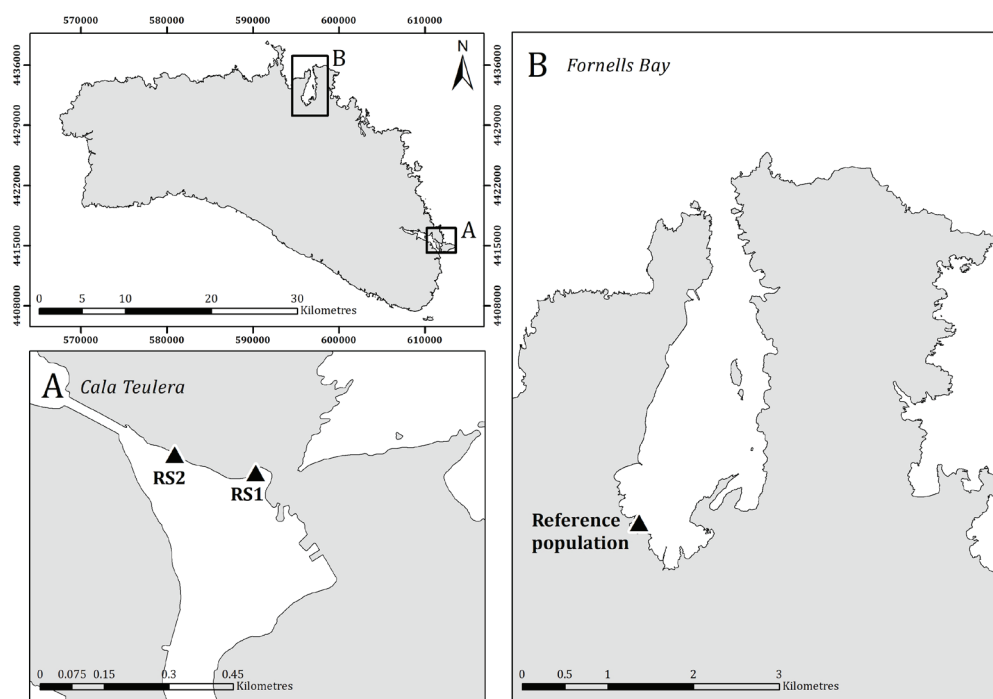 570000 580000 590000 600000 610000
B
N
A
4436000
4429000
4422000
4415000
4408000
4436000
4429000
4422000
4415000
4408000
0 5 10 20 30
Kilometres
570000 580000 590000 600000 610000
A Cala Teulera
RS2
RS1
0 0.075 0.15 0.3 0.45
Kilometres
B Fornells Bay
Reference
population
0 0.5 1 2 3
Kilometres